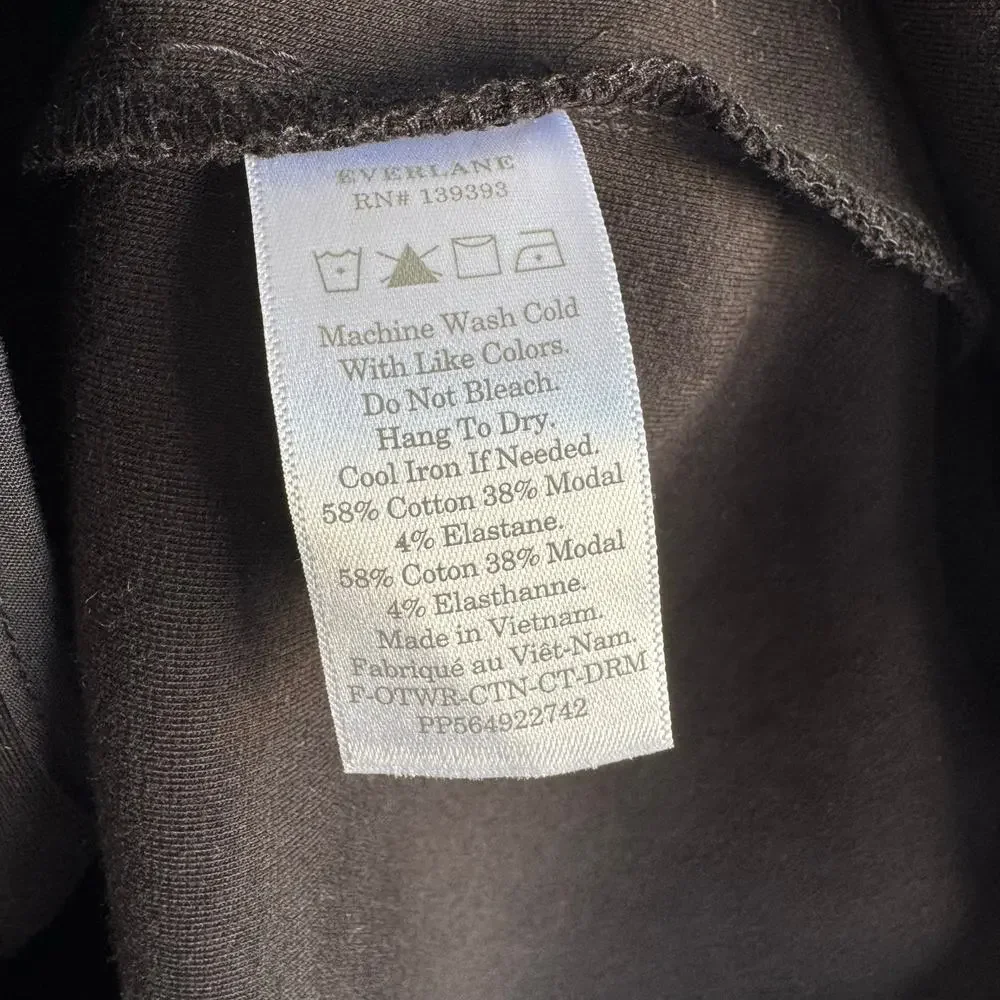 EVERLANE
RN# 139393
Machine Wash Cold
With Like Colors.
Do Not Bleach.
Hang To Dry.
Cool Iron If Needed.
58% Cotton 38% Modal
4% Elastane.
58% Coton 38% Modal
4% Elasthanne.
Made in Vietnam.
Fabriqué au Viêt-Nam.
F-OTWR-CTN-CT-DRM
PP564922742